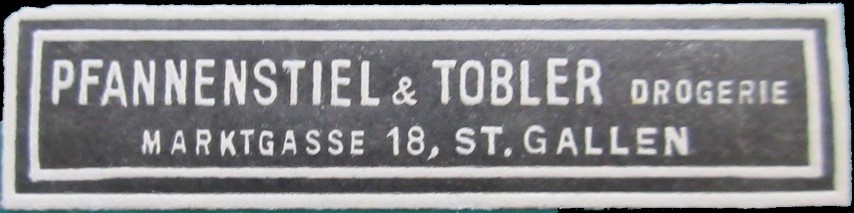 PFANNENSTIEL & TOBLER DROGERIE
MARKTGASSE 18, ST. GALLEN